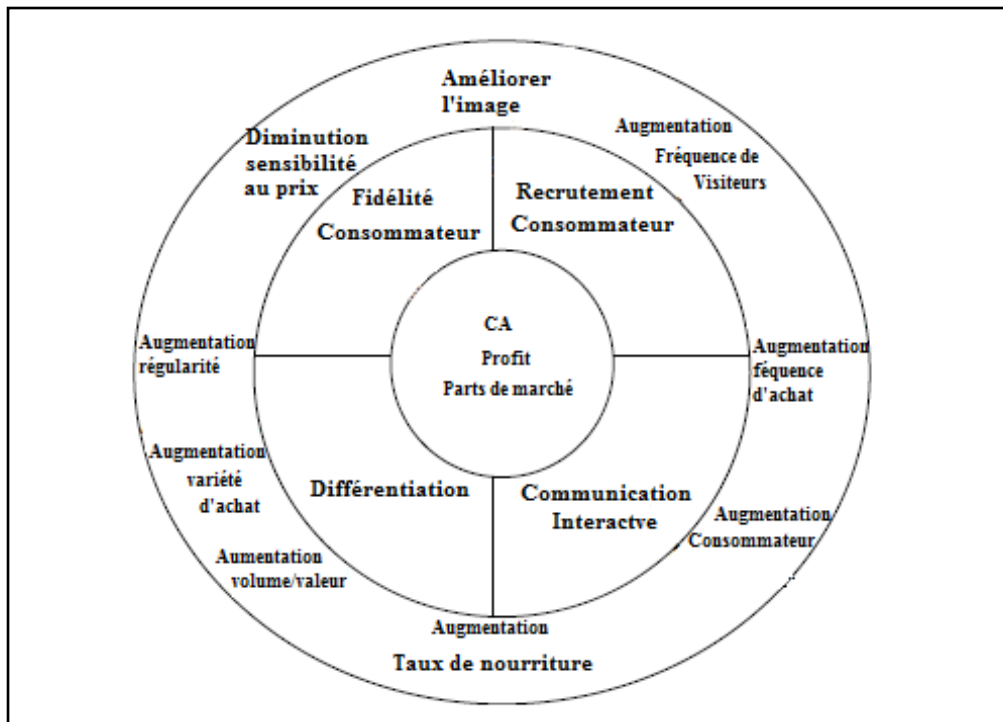 Améliorer
l'image
Augmentation
Fréquence de
Visiteurs
Diminution
sensibilité
au prix
Fidélité
Consommateur
Recrutement
Consommateur
CA
Profit
Parts de marché
Augmentation
régularité
Augmentation
féquence
d'achat
Augmentation
variété
d'achat
Différentiation
Communication
Interactve
Augmentation
Consommateur
Aumentation
volume/valeur
Augmentation
Taux de nourriture